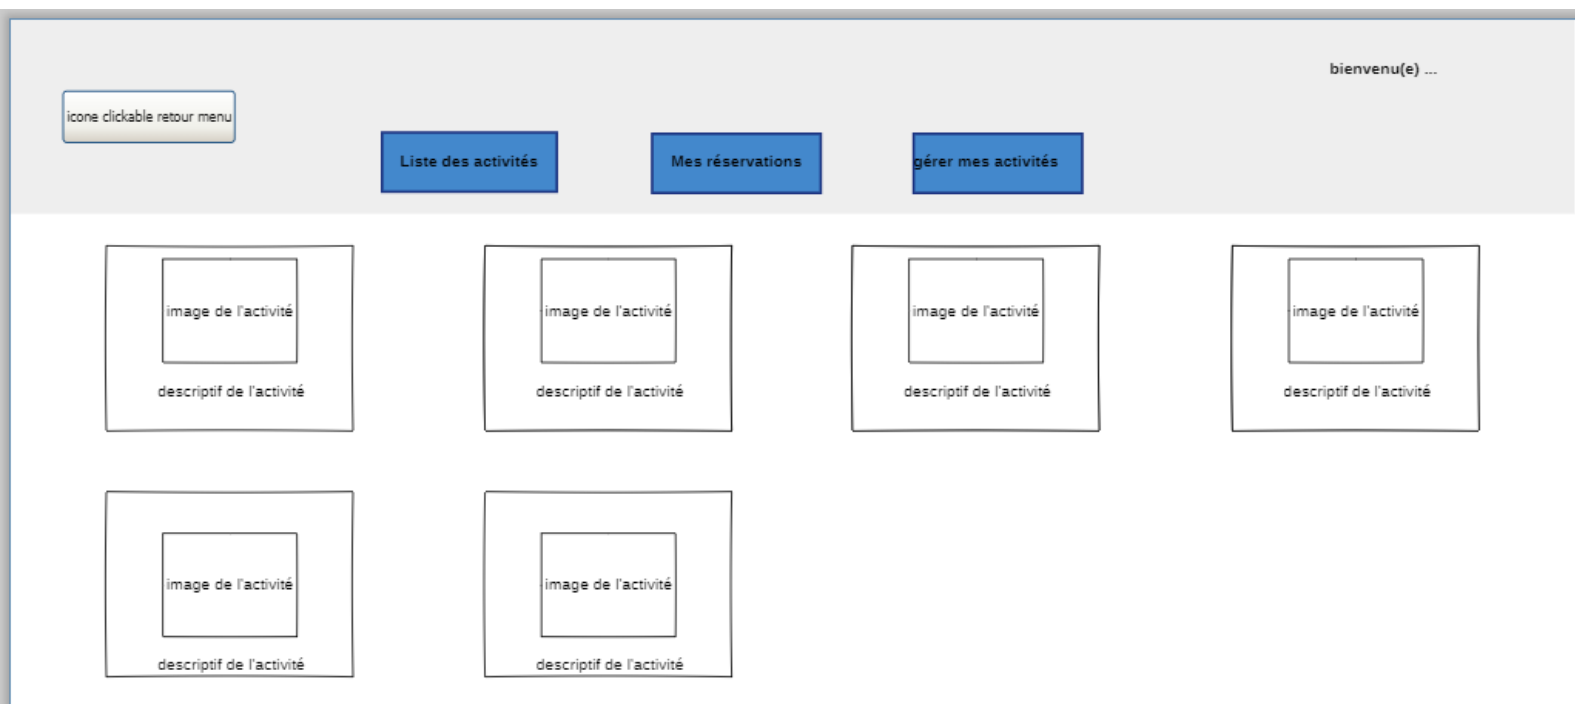 bienvenu(e) ...
icone clickable retour menu
Liste des activités
Mes réservations
gérer mes activités
image de l'activité
image de l'activité
image de l'activité
image de l'activité
descriptif de l'activité
descriptif de l'activité
descriptif de l'activité
descriptif de l'activité
image de l'activité
image de l'activité
descriptif de l'activité
descriptif de l'activité